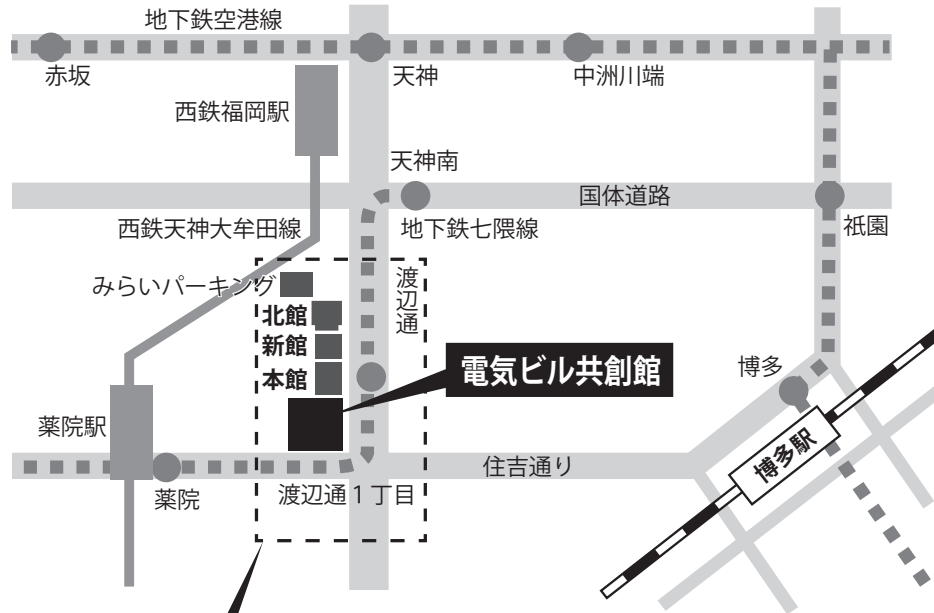 地下鉄空港線
赤坂
天神
中洲川端
西鉄福岡駅
天神南
国体道路
西鉄天神大牟田線
地下鉄七隈線
祇園
みらいパーキング
渡辺通
北館
新館
本館
電気ビル共創館
博多
薬院駅
博多駅
住吉通り
薬院
渡辺通1丁目